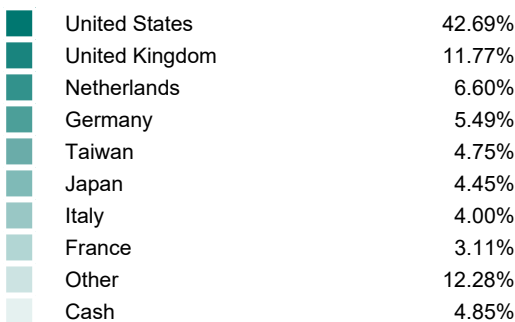 United States 42.69%
United Kingdom 11.77%
Netherlands 6.60%
Germany 5.49%
Taiwan 4.75%
Japan 4.45%
Italy 4.00%
France 3.11%
Other 12.28%
Cash 4.85%